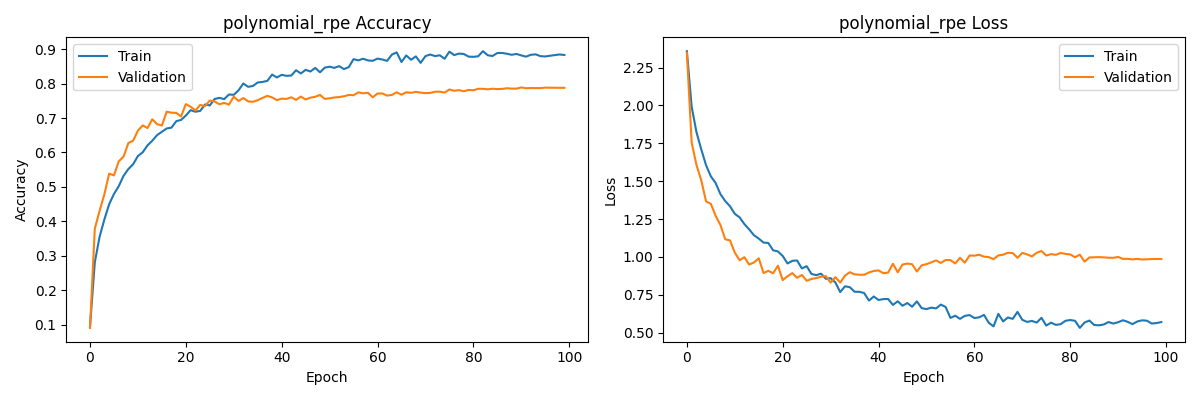 polynomial_rpe Accuracy
Train
Validation
Accuracy
0.9
0.8
0.7
0.6
0.5
0.4
0.3
0.2
0.1
0 20 40 60 80 100
Epoch
polynomial_rpe Loss
Train
Validation
Loss
2.25
2.00
1.75
1.50
1.25
1.00
0.75
0.50
0 20 40 60 80 100
Epoch